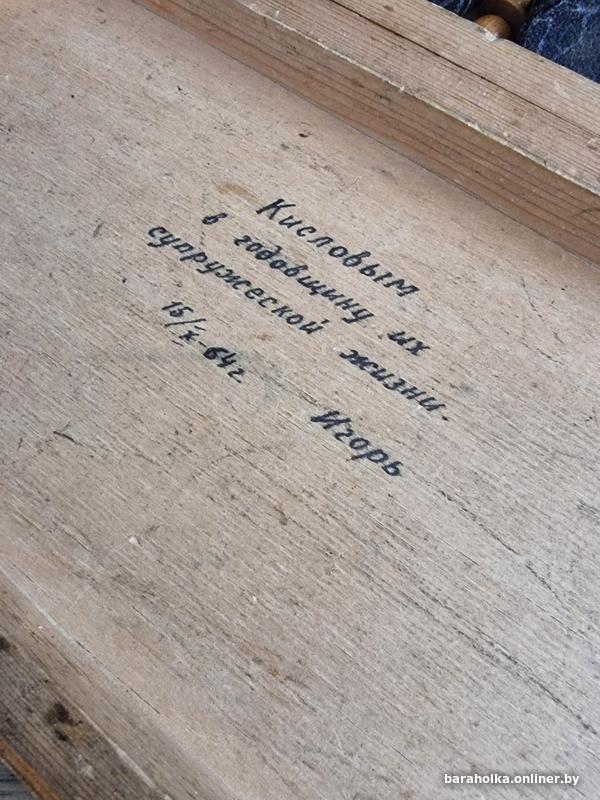 Кисловым
в годовщину их
супружеской жизни.
15/X-64г
Игорь
baraholka.onliner.by